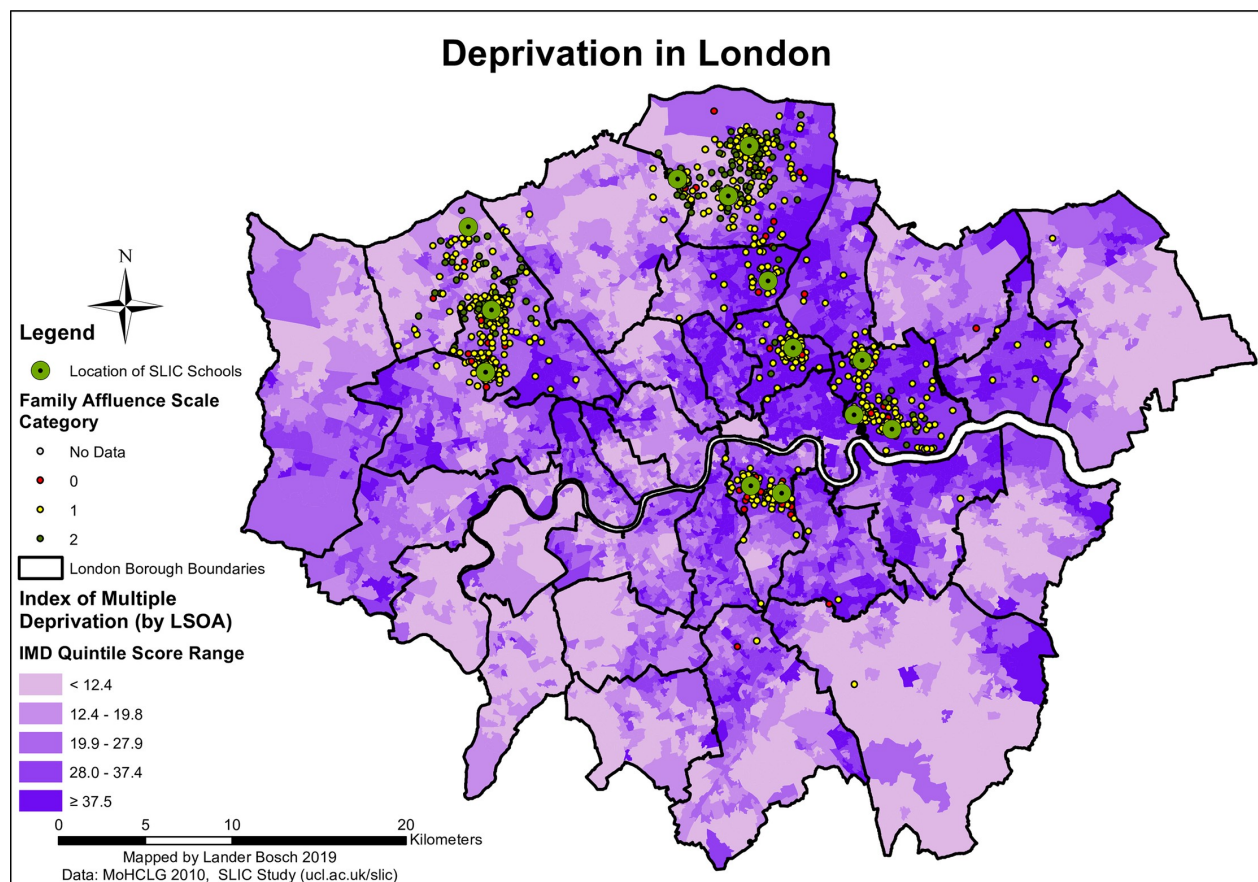 Deprivation in London
N
Legend
Location of SLIC Schools
Family Affluence Scale
Category
No Data
0
1
2
London Borough Boundaries
Index of Multiple
Deprivation (by LSOA)
IMD Quintile Score Range
< 12.4
12.4 - 19.8
19.9 - 27.9
28.0 - 37.4
≥ 37.5
0 5 10 20
Kilometers
Mapped by Lander Bosch 2019
Data: MoHCLG 2010, SLIC Study (ucl.ac.uk/slic)